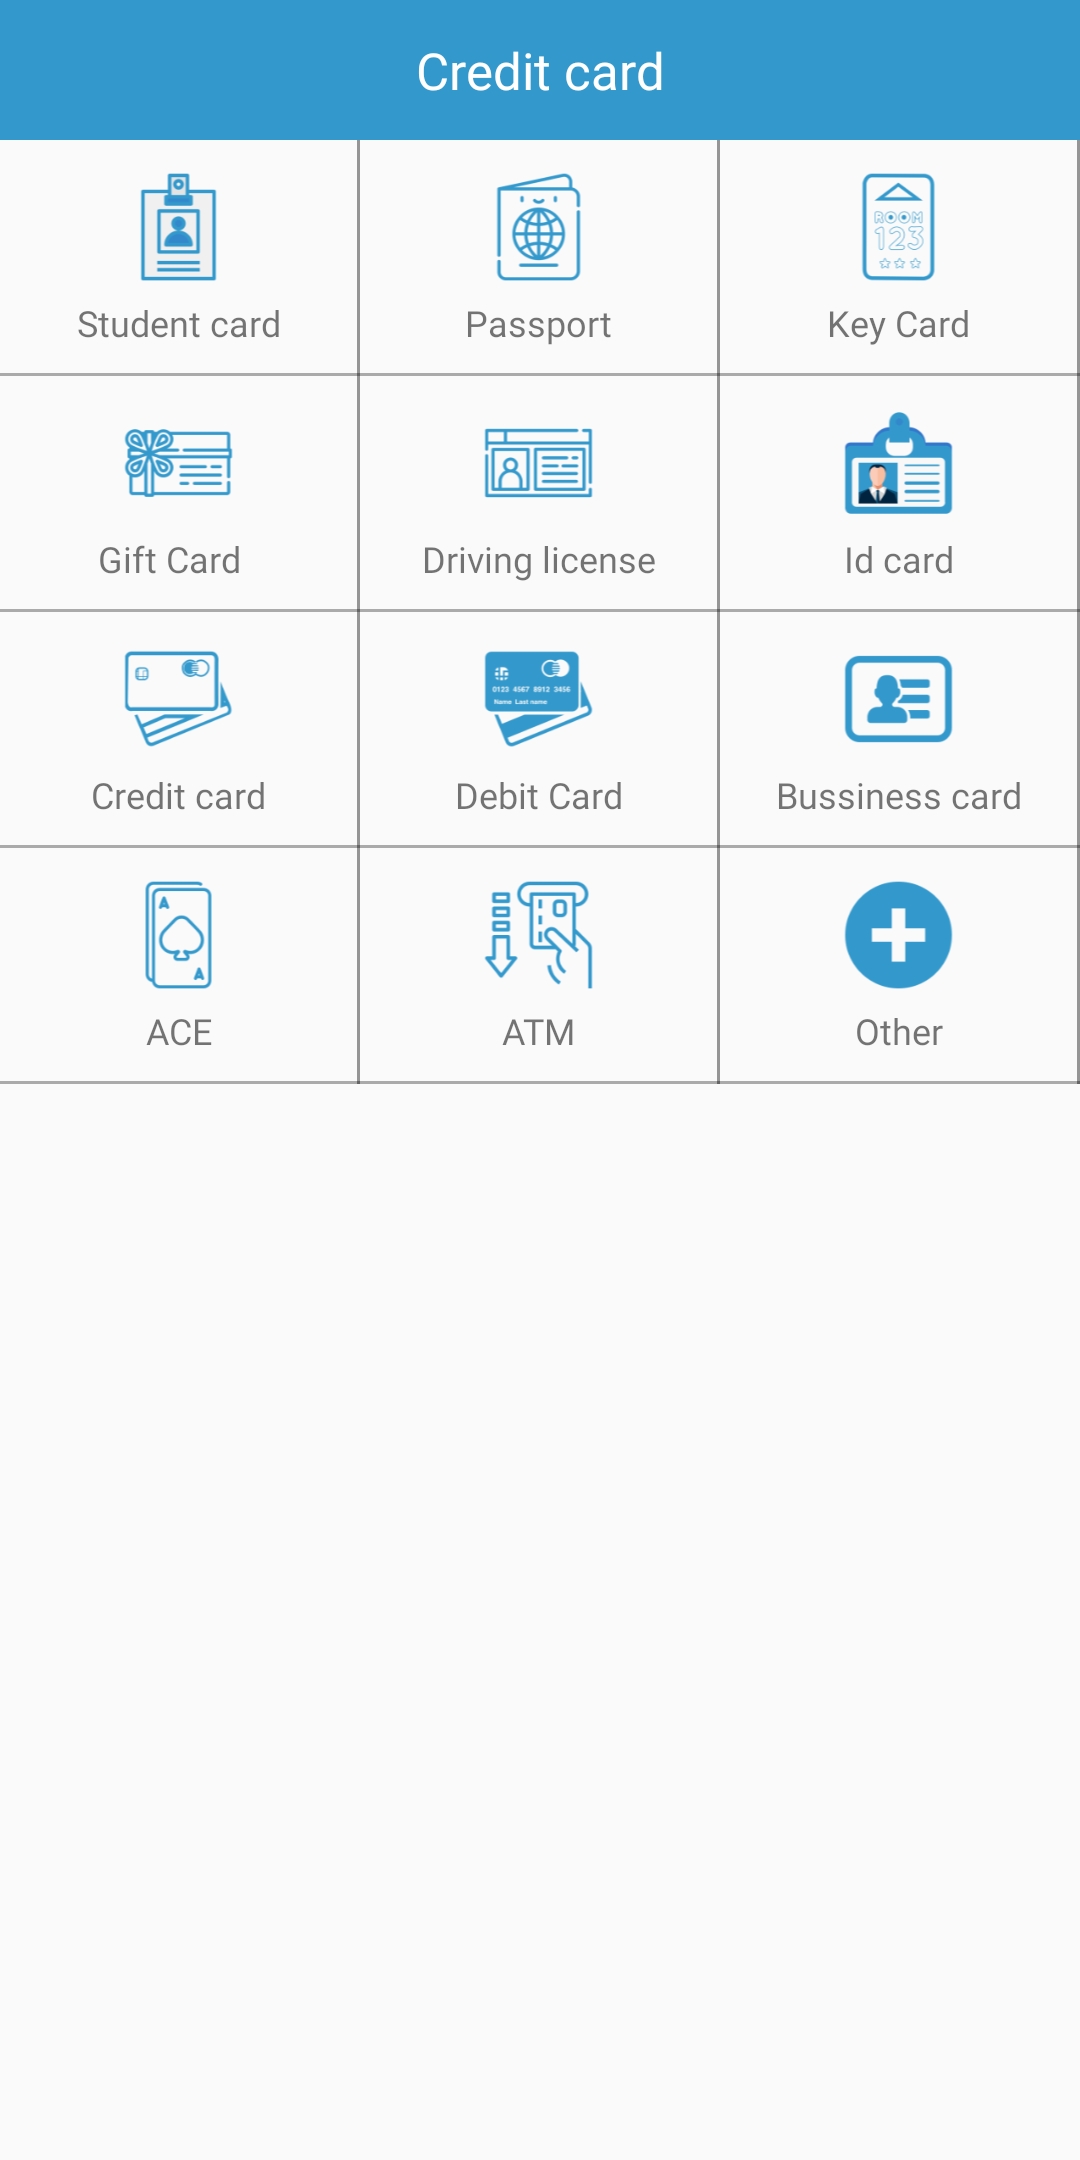 Credit card
ROOM
123
Student card
Passport
Key Card
Gift Card
Driving license
Id card
0123 4567 8912 3456
Name Last name
Credit card
Debit Card
Bussiness card
A
A
ACE
ATM
Other